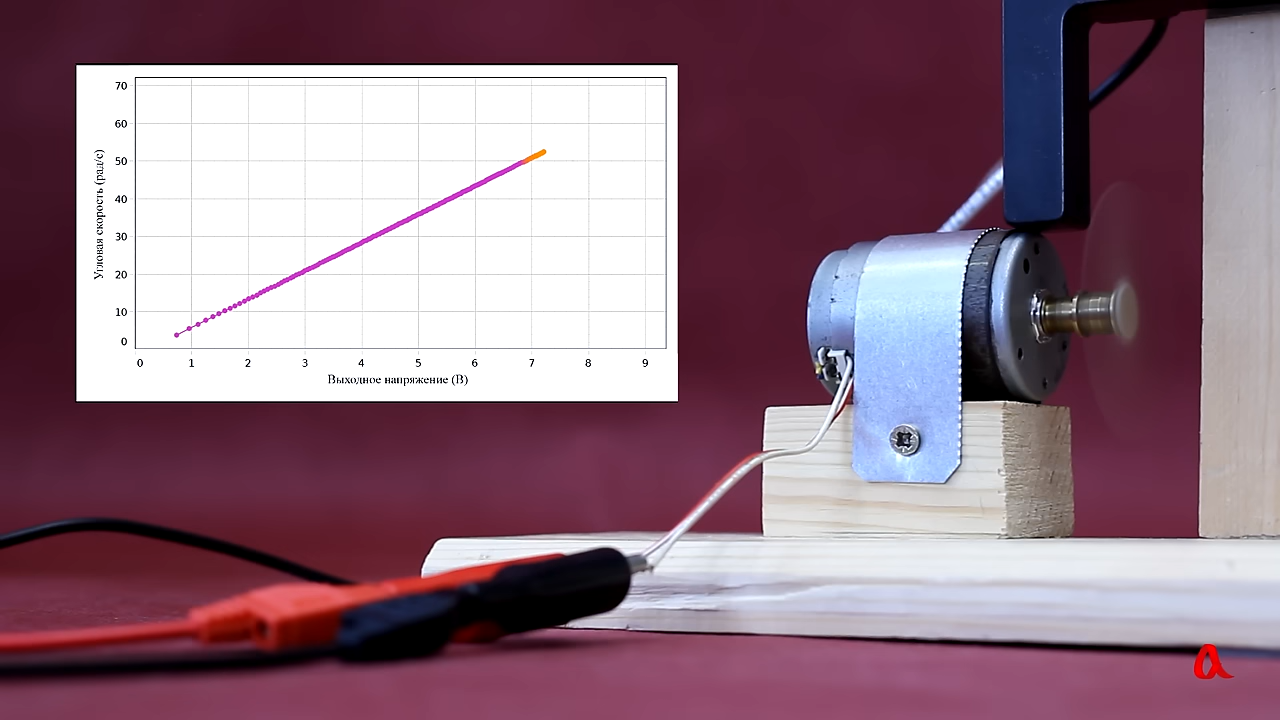 70
60
50
40
30
20
10
0
0 1 2 3 4 5 6 7 8 9
Угловая скорость (рад/с)
Выходное напряжение (В)